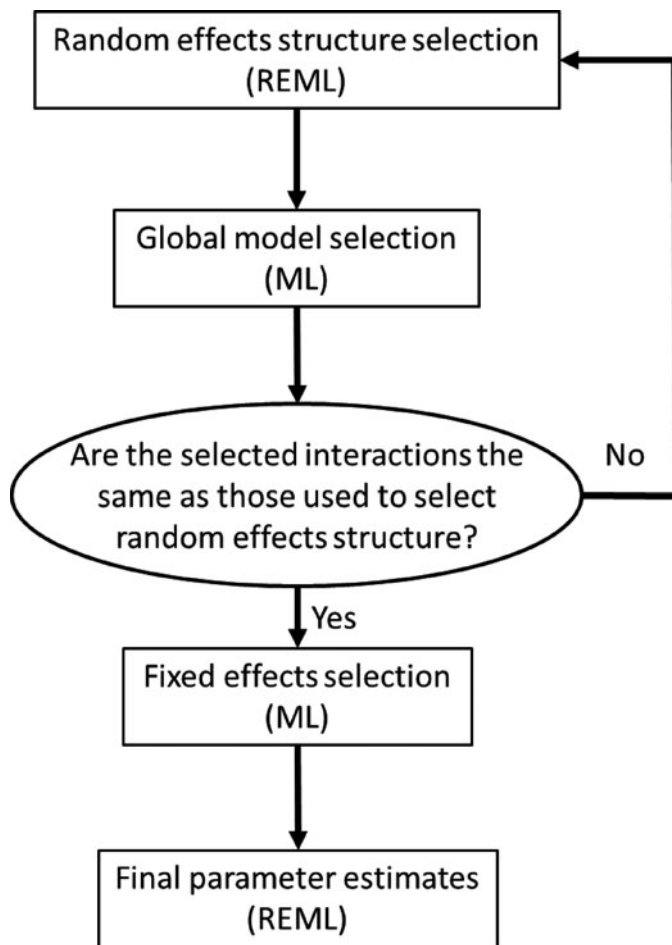 Random effects structure selection
(REML)
Global model selection
(ML)
Are the selected interactions the
same as those used to select
random effects structure?
No
Yes
Fixed effects selection
(ML)
Final parameter estimates
(REML)